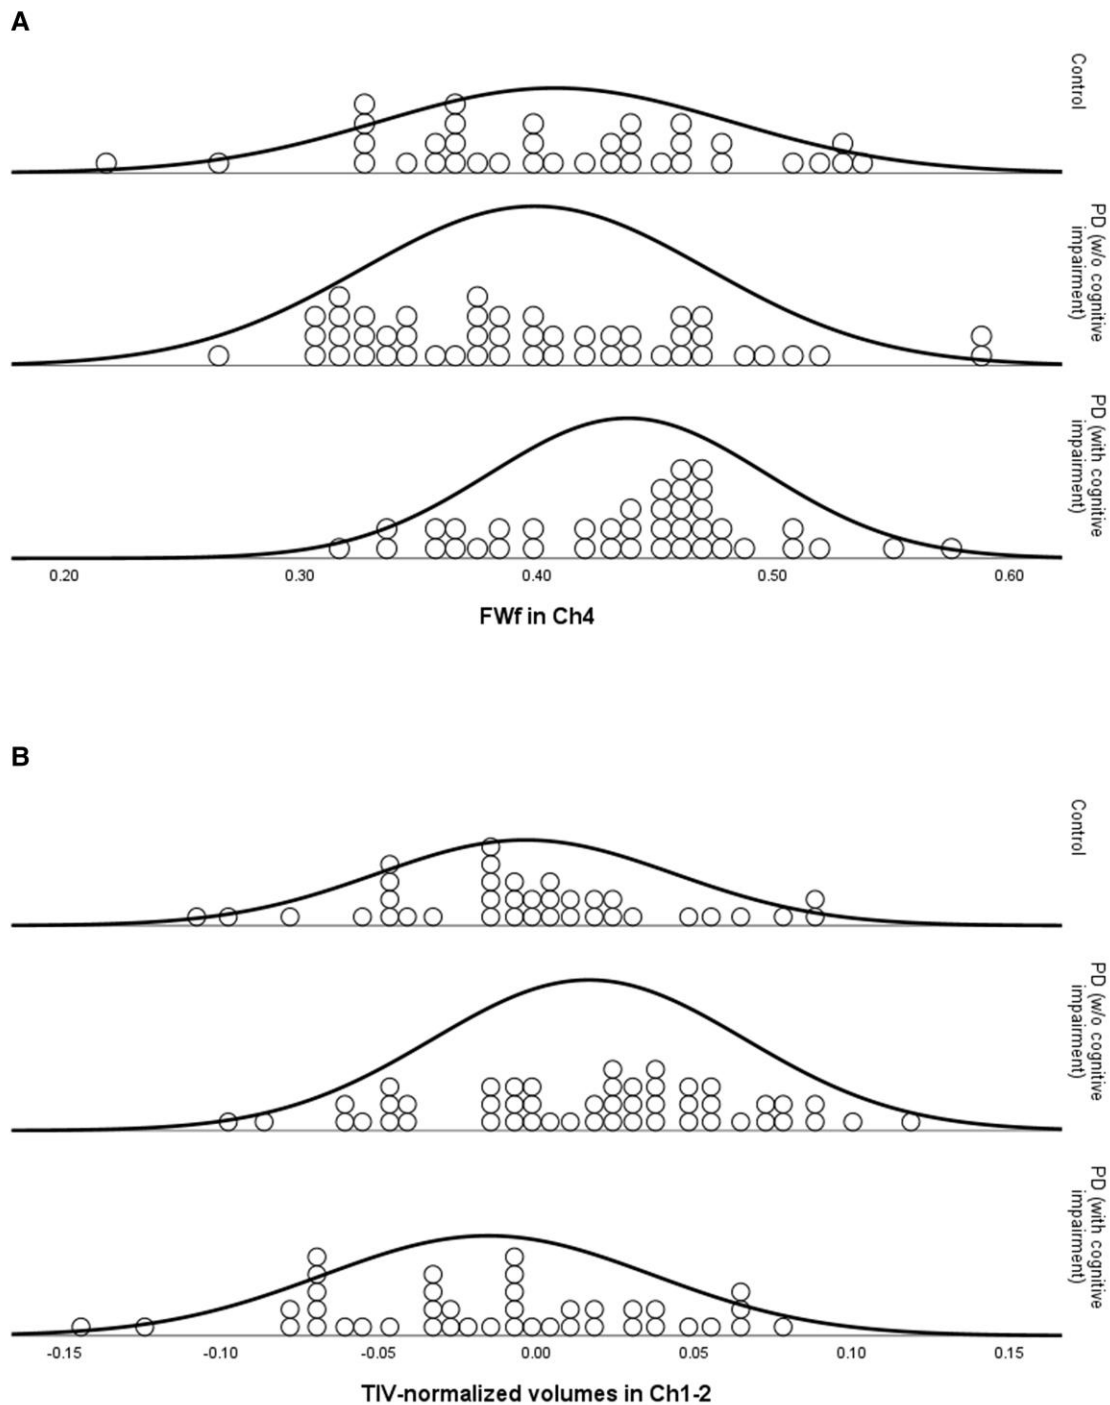 A
Control
PD (w/o cognitive
impairment)
PD (with cognitive
impairment)
0.20 0.30 0.40 0.50 0.60
FWf in Ch4
B
Control
PD (w/o cognitive
impairment)
PD (with cognitive
impairment)
-0.15 -0.10 -0.05 0.00 0.05 0.10 0.15
TIV-normalized volumes in Ch1-2